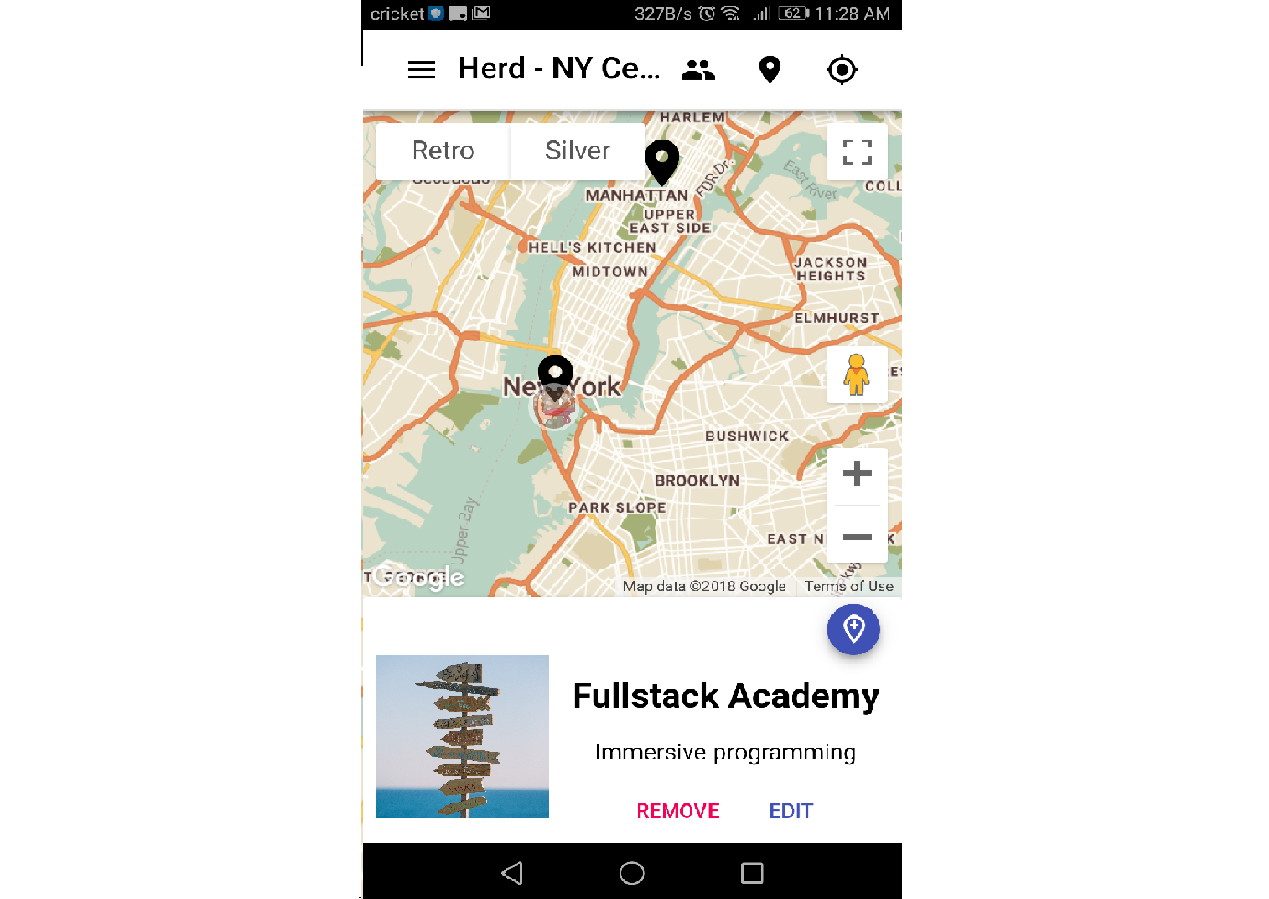 cricket 327B/s 62 11:28 AM
Herd - NY Ce...
HARLEM
Retro Silver
East River
COLL
FDR Dr.
MANHATTAN
UPPER
EAST SIDE
HELL'S KITCHEN
MIDTOWN
JACKSON
HEIGHTS
ELMHURST
New York
BUSHWICK
BROOKLYN
PARK SLOPE
Upper Bay
EAST N K
Google
Map data ©2018 Google Terms of Use
Fullstack Academy
Immersive programming
REMOVE EDIT